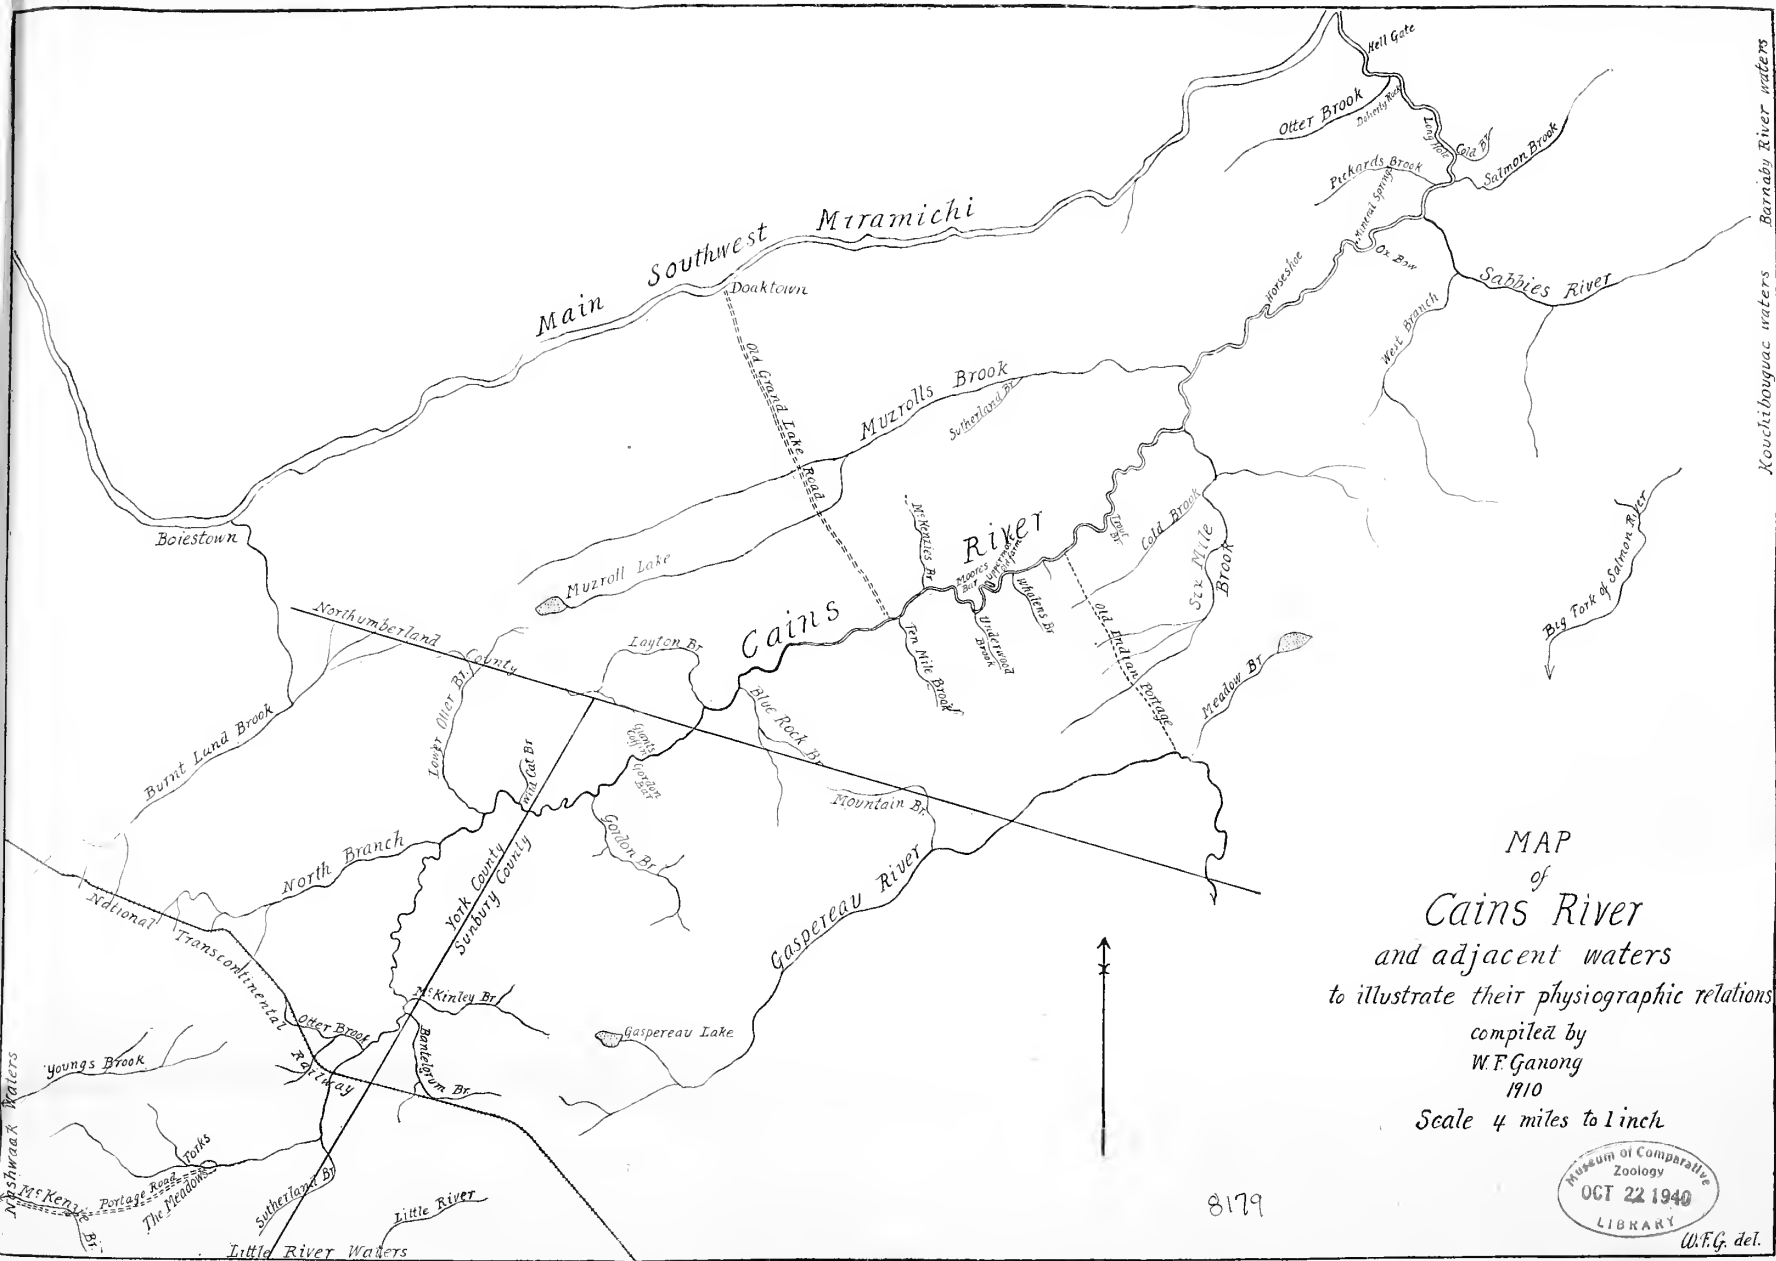 Hell Gate
Otter Brook
Doherty Rock
Long Hole
Cold Br
Salmon Brook
Pickards Brook
Mineral Springs
Ox Bow
Barnaby River waters
Kouchibouguac waters
Main Southwest Miramichi
Doaktown
Horseshoe
Sabbies River
West Branch
Old Grand Lake Road
Muzrolls Brook
Sutherland Br
Boiestown
Muzroll Lake
McKenzies Br
Cains River
Moores Bar
Trout Br
Cold Brook
Six Mile Brook
Big Fork of Salmon River
Whalens Br
Underwood Brook
Ten Mile Brook
Old Indian Portage
Meadow Br
Northumberland County
Layton Br
Lower Otter Br.
Blue Rock Br
Burnt Land Brook
Giants Coffin
Gordon Bar
Wild Cat Br
Mountain Br.
Gordon Br
North Branch
York County
Sunbury County
Gaspereau River
National Transcontinental Railway
McKinley Br
Otter Brook
Bantelorum Br.
Gaspereau Lake
Youngs Brook
Nashwaak Waters
Forks
Portage Road
The Meadows
McKenzie Br.
Sutherland Br
Little River
Little River Waters
MAP
of
Cains River
and adjacent waters
to illustrate their physiographic relations
compiled by
W. F. Ganong
1910
Scale 4 miles to 1 inch
Museum of Comparative
Zoology
OCT 22 1940
LIBRARY
8179
W.F.G. del.